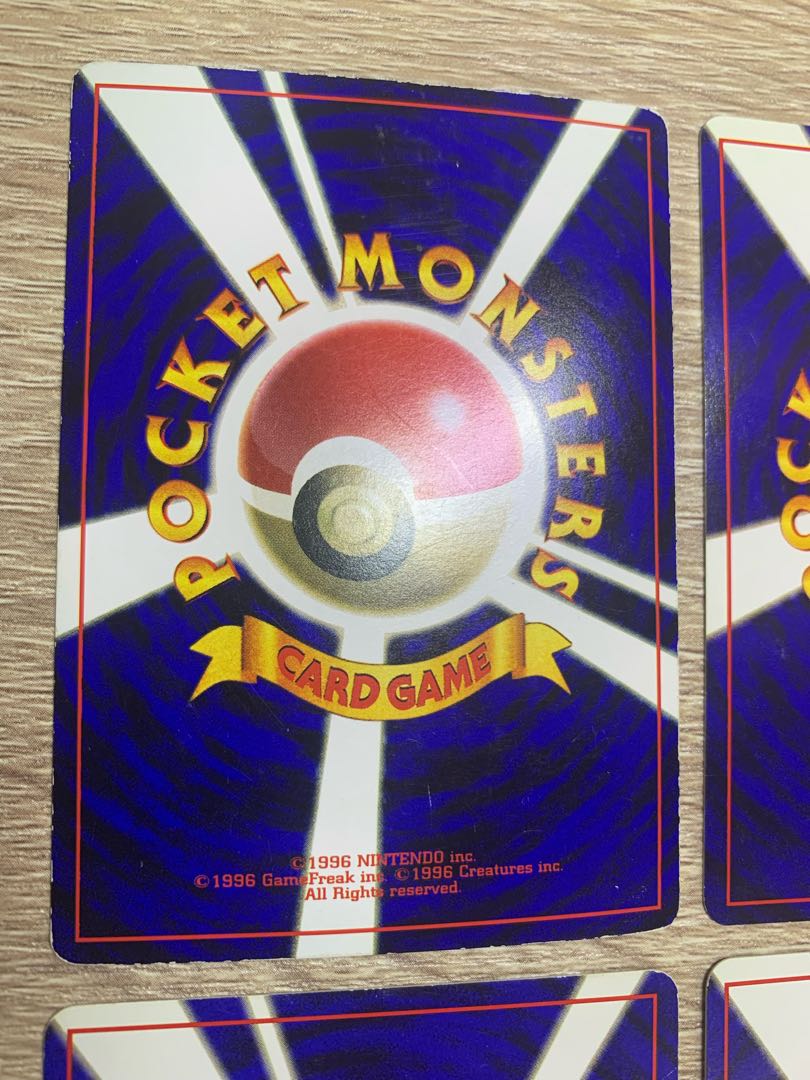 POCKET MONSTERS
CARD GAME
©1996 NINTENDO inc.
©1996 GameFreak inc. ©1996 Creatures inc.
All Rights reserved.